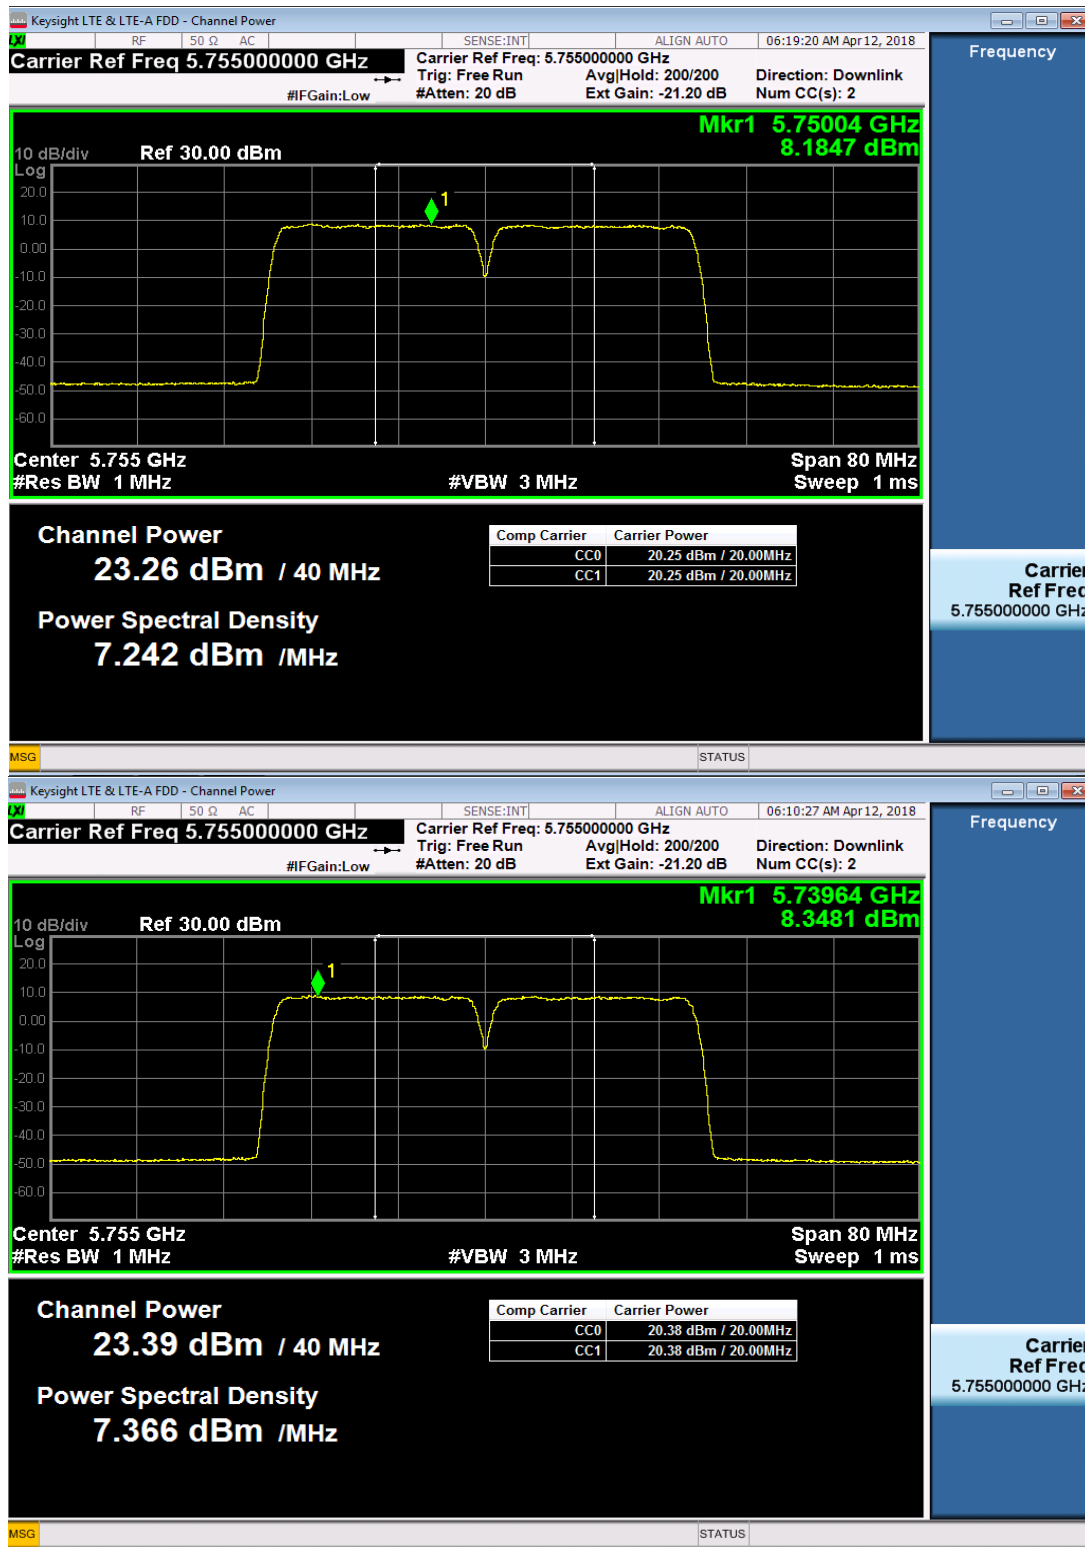 Keysight LTE & LTE-A FDD - Channel Power
LXI RF 50 Ω AC SENSE:INT ALIGN AUTO 06:19:20 AM Apr 12, 2018
Carrier Ref Freq 5.755000000 GHz
Carrier Ref Freq: 5.755000000 GHz
Trig: Free Run Avg|Hold: 200/200 Direction: Downlink
#IFGain:Low #Atten: 20 dB Ext Gain: -21.20 dB Num CC(s): 2
Frequency
Mkr1 5.75004 GHz
8.1847 dBm
10 dB/div Ref 30.00 dBm
Log
20.0
1
10.0
0.00
-10.0
-20.0
-30.0
-40.0
-50.0
-60.0
Center 5.755 GHz Span 80 MHz
#Res BW 1 MHz #VBW 3 MHz Sweep 1 ms
Channel Power
23.26 dBm / 40 MHz
Power Spectral Density
7.242 dBm /MHz
Comp Carrier Carrier Power
CC0 20.25 dBm / 20.00MHz
CC1 20.25 dBm / 20.00MHz
Carrier
Ref Freq
5.755000000 GHz
MSG STATUS
Keysight LTE & LTE-A FDD - Channel Power
LXI RF 50 Ω AC SENSE:INT ALIGN AUTO 06:10:27 AM Apr 12, 2018
Carrier Ref Freq 5.755000000 GHz
Carrier Ref Freq: 5.755000000 GHz
Trig: Free Run Avg|Hold: 200/200 Direction: Downlink
#IFGain:Low #Atten: 20 dB Ext Gain: -21.20 dB Num CC(s): 2
Frequency
Mkr1 5.73964 GHz
8.3481 dBm
10 dB/div Ref 30.00 dBm
Log
20.0
1
10.0
0.00
-10.0
-20.0
-30.0
-40.0
-50.0
-60.0
Center 5.755 GHz Span 80 MHz
#Res BW 1 MHz #VBW 3 MHz Sweep 1 ms
Channel Power
23.39 dBm / 40 MHz
Power Spectral Density
7.366 dBm /MHz
Comp Carrier Carrier Power
CC0 20.38 dBm / 20.00MHz
CC1 20.38 dBm / 20.00MHz
Carrier
Ref Freq
5.755000000 GHz
MSG STATUS